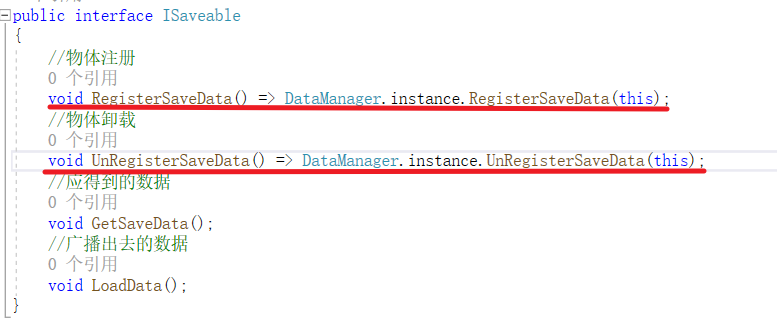 public interface ISaveable
{
//物体注册
0 个引用
void RegisterSaveData() => DataManager.instance.RegisterSaveData(this);
//物体卸载
0 个引用
void UnRegisterSaveData() => DataManager.instance.UnRegisterSaveData(this);
//应得到的数据
0 个引用
void GetSaveData();
//广播出去的数据
0 个引用
void LoadData();
}